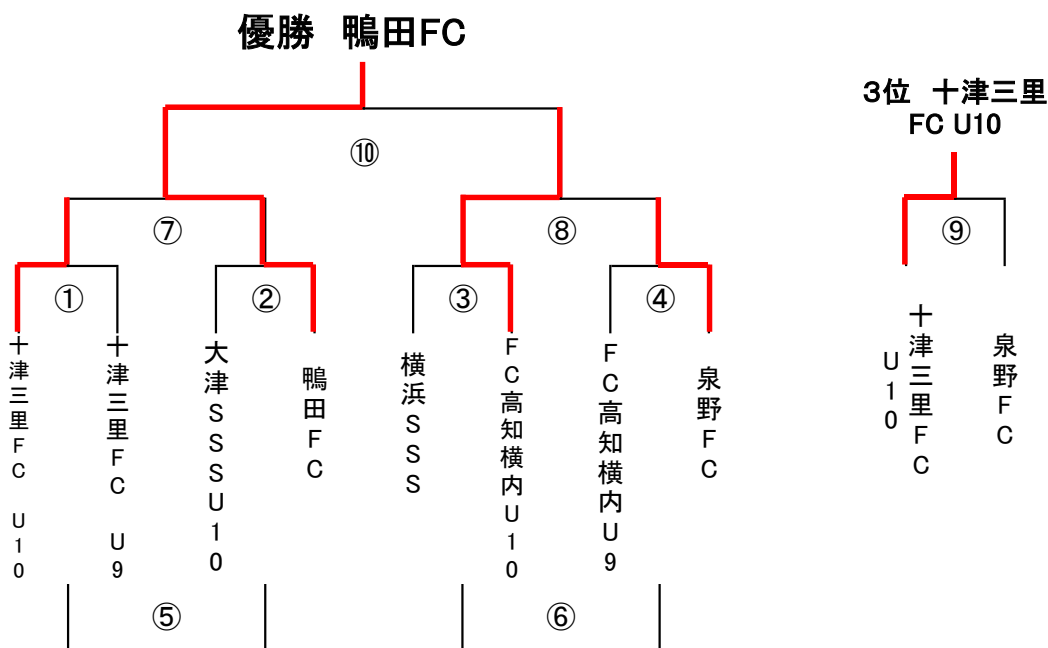 優勝 鴨田FC
3位 十津三里
FC U10
⑩
⑦
⑧
⑨
①
②
③
④
十津三里FC U10
十津三里FC U9
大津SSSU10
鴨田FC
横浜SSS
FC高知横内U10
FC高知横内U9
泉野FC
十津三里FC
U10
泉野FC
⑤
⑥